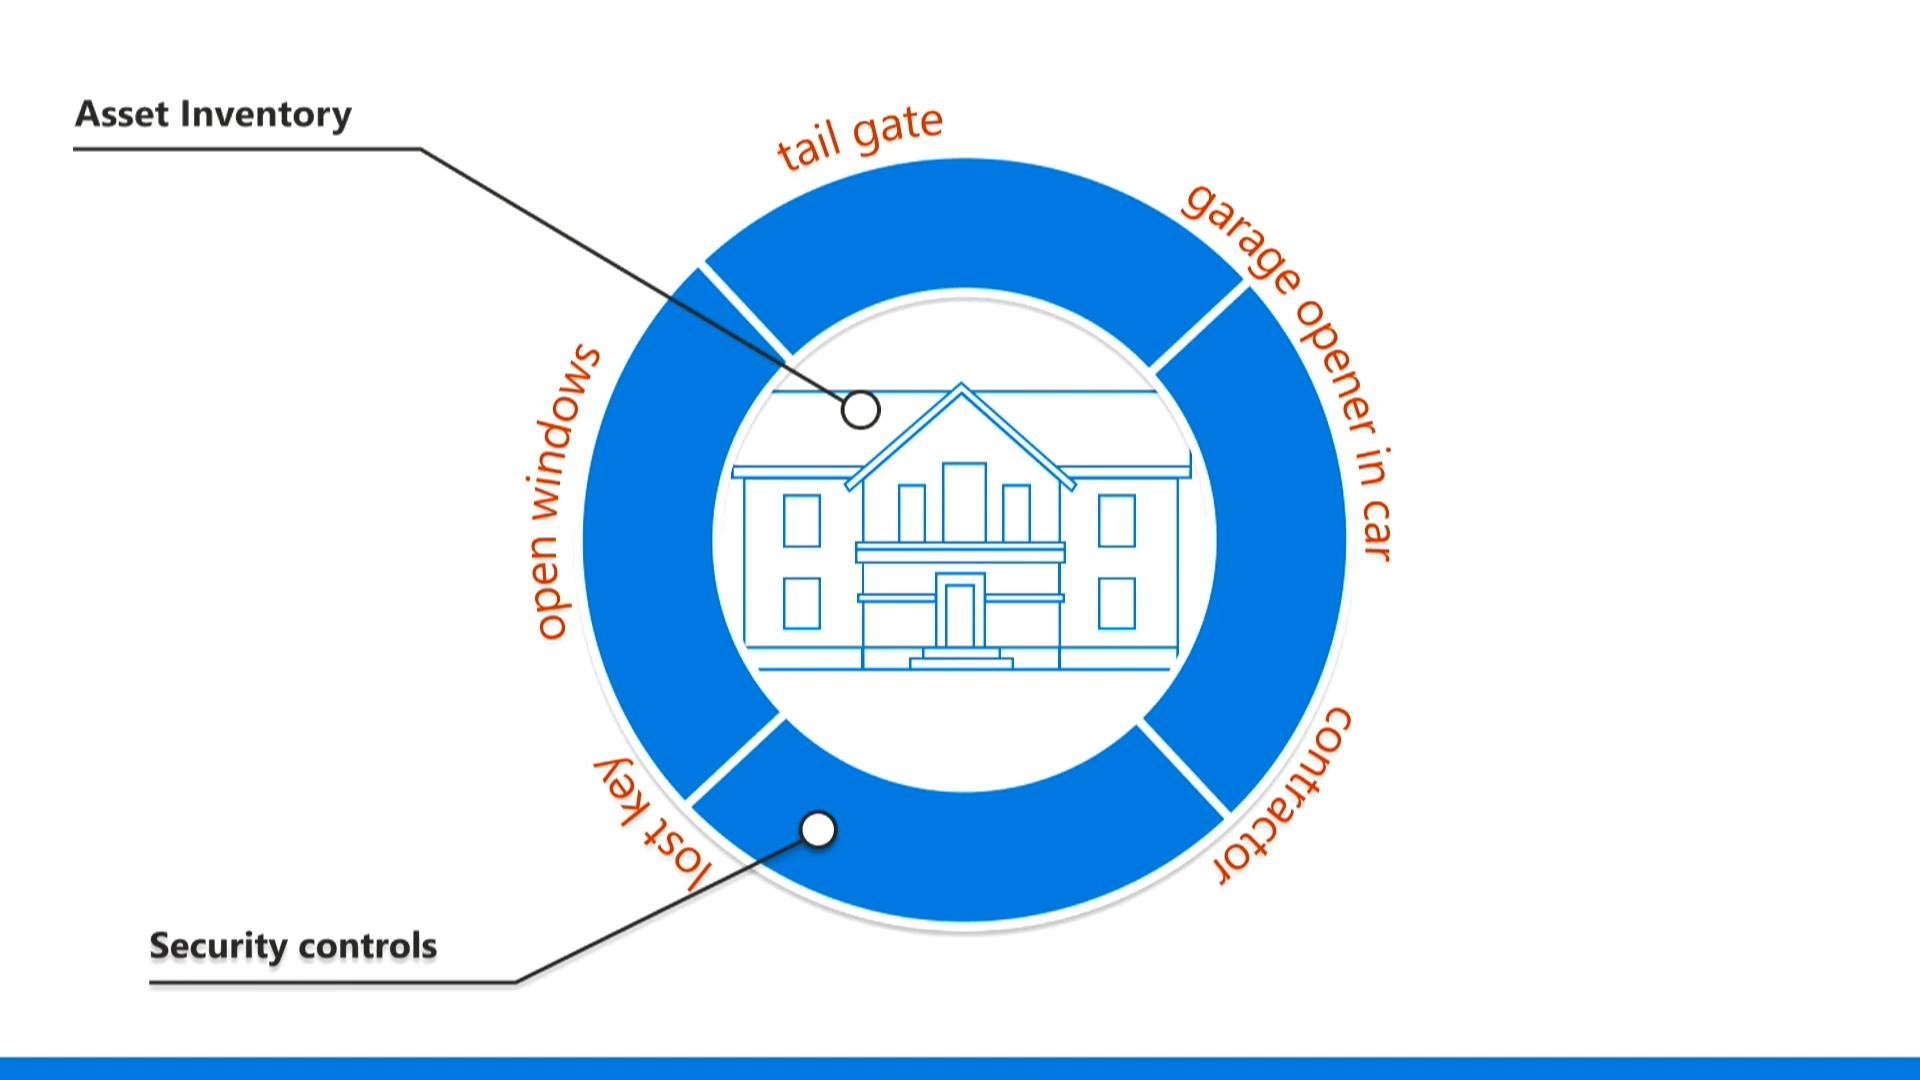 Asset Inventory
tail gate
garage opener in car
open windows
contractor
lost key
Security controls